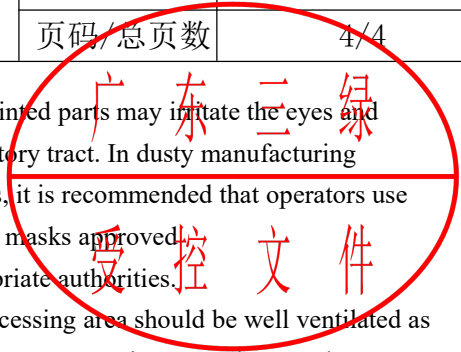 页码/总页数 4/4
inted parts may irritate the eyes and
广东三绿
tory tract. In dusty manufacturing
, it is recommended that operators use
masks approved
受控文件
riate authorities.
cessing area should be well ventilated as